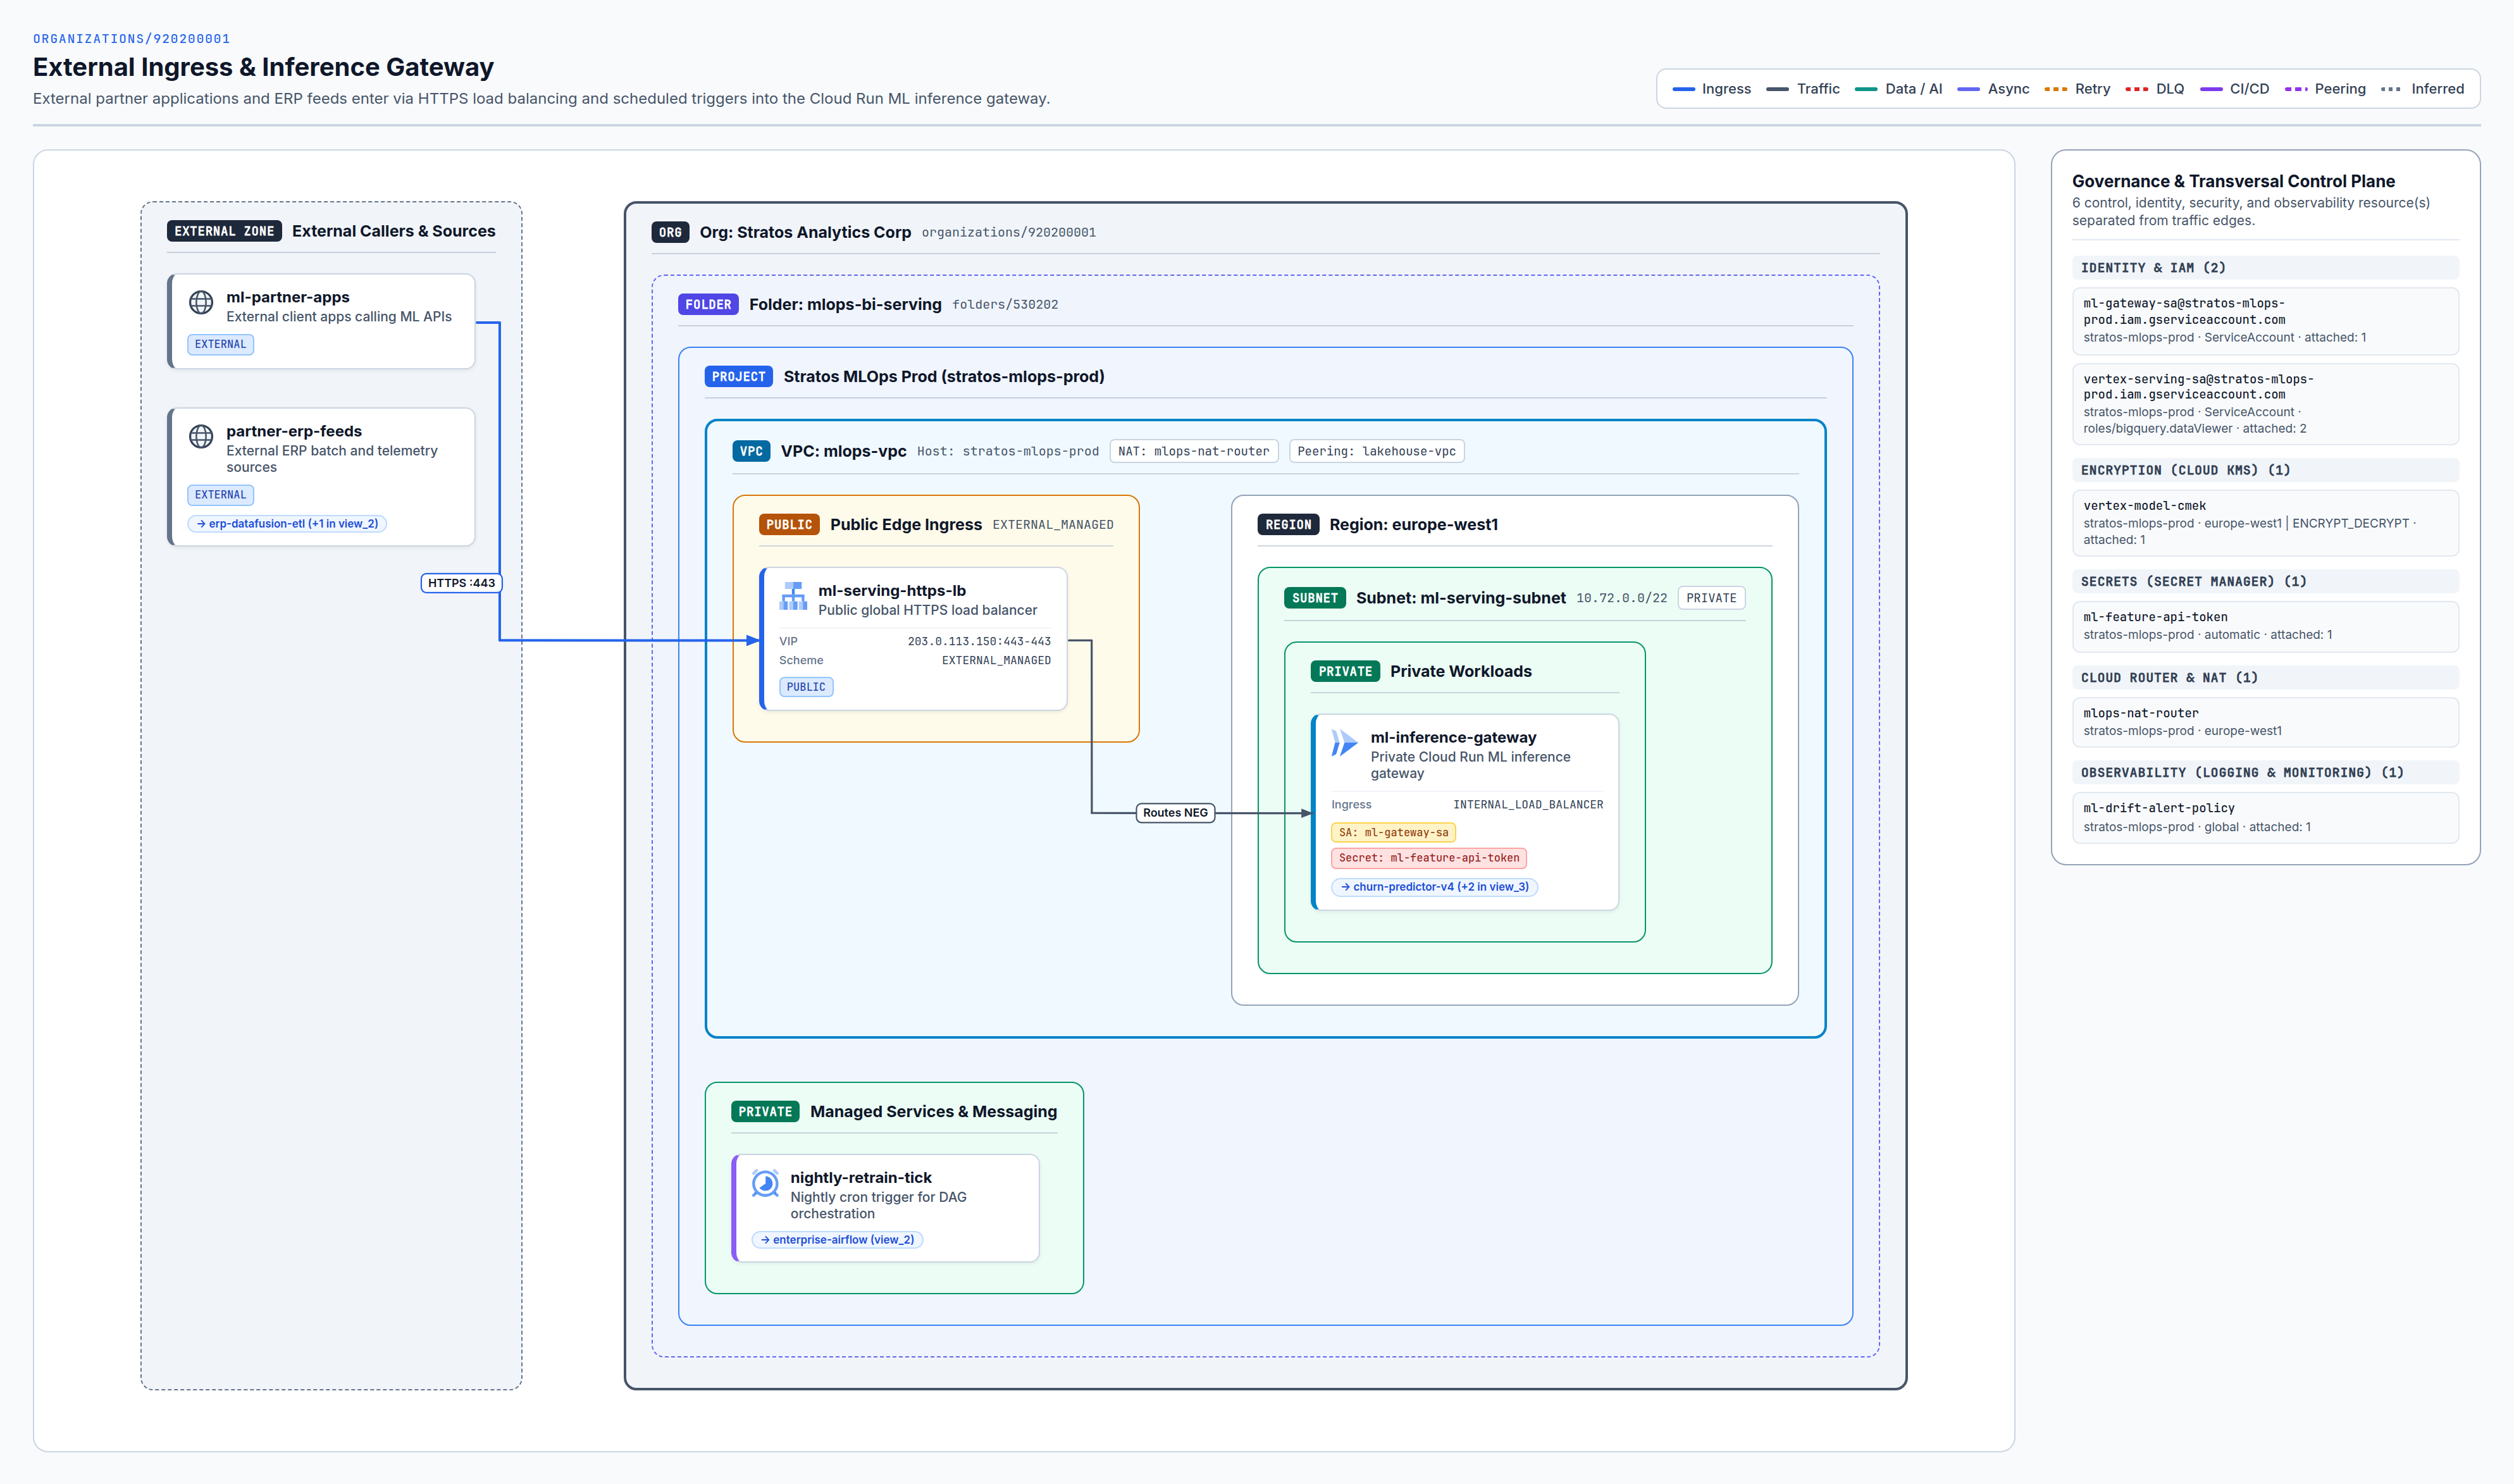 ORGANIZATIONS/920200001
External Ingress & Inference Gateway
External partner applications and ERP feeds enter via HTTPS load balancing and scheduled triggers into the Cloud Run ML inference gateway.
Ingress
Traffic
Data / AI
Async
Retry
DLQ
CI/CD
Peering
Inferred
EXTERNAL ZONE External Callers & Sources
ml-partner-apps
External client apps calling ML APIs
EXTERNAL
partner-erp-feeds
External ERP batch and telemetry
sources
EXTERNAL
→ erp-datafusion-etl (+1 in view_2)
HTTPS :443
ORG Org: Stratos Analytics Corp organizations/920200001
FOLDER Folder: mlops-bi-serving folders/530202
PROJECT Stratos MLOps Prod (stratos-mlops-prod)
VPC VPC: mlops-vpc Host: stratos-mlops-prod NAT: mlops-nat-router Peering: lakehouse-vpc
PUBLIC Public Edge Ingress EXTERNAL_MANAGED
ml-serving-https-lb
Public global HTTPS load balancer
VIP 203.0.113.150:443-443
Scheme EXTERNAL_MANAGED
PUBLIC
Routes NEG
REGION Region: europe-west1
SUBNET Subnet: ml-serving-subnet 10.72.0.0/22 PRIVATE
PRIVATE Private Workloads
ml-inference-gateway
Private Cloud Run ML inference
gateway
Ingress INTERNAL_LOAD_BALANCER
SA: ml-gateway-sa
Secret: ml-feature-api-token
→ churn-predictor-v4 (+2 in view_3)
PRIVATE Managed Services & Messaging
nightly-retrain-tick
Nightly cron trigger for DAG
orchestration
→ enterprise-airflow (view_2)
Governance & Transversal Control Plane
6 control, identity, security, and observability resource(s)
separated from traffic edges.
IDENTITY & IAM (2)
ml-gateway-sa@stratos-mlops-
prod.iam.gserviceaccount.com
stratos-mlops-prod · ServiceAccount · attached: 1
vertex-serving-sa@stratos-mlops-
prod.iam.gserviceaccount.com
stratos-mlops-prod · ServiceAccount ·
roles/bigquery.dataViewer · attached: 2
ENCRYPTION (CLOUD KMS) (1)
vertex-model-cmek
stratos-mlops-prod · europe-west1 | ENCRYPT_DECRYPT ·
attached: 1
SECRETS (SECRET MANAGER) (1)
ml-feature-api-token
stratos-mlops-prod · automatic · attached: 1
CLOUD ROUTER & NAT (1)
mlops-nat-router
stratos-mlops-prod · europe-west1
OBSERVABILITY (LOGGING & MONITORING) (1)
ml-drift-alert-policy
stratos-mlops-prod · global · attached: 1